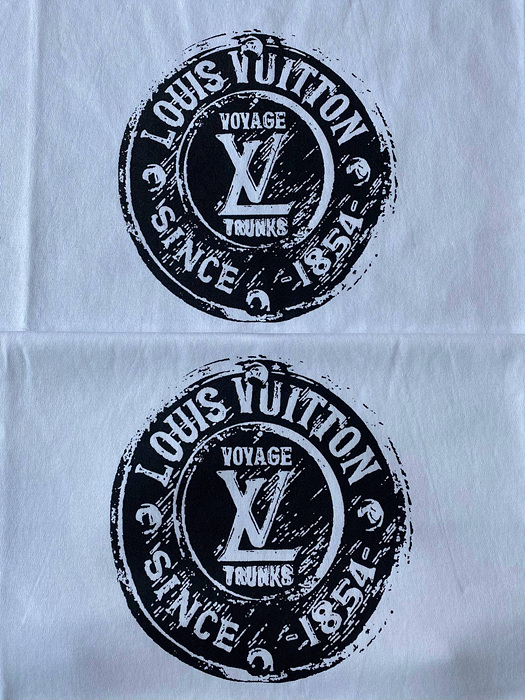 LOUIS VUITTON
VOYAGE
LV
TRUNKS
SINCE -1854-
LOUIS VUITTON
VOYAGE
LV
TRUNKS
SINCE -1854-